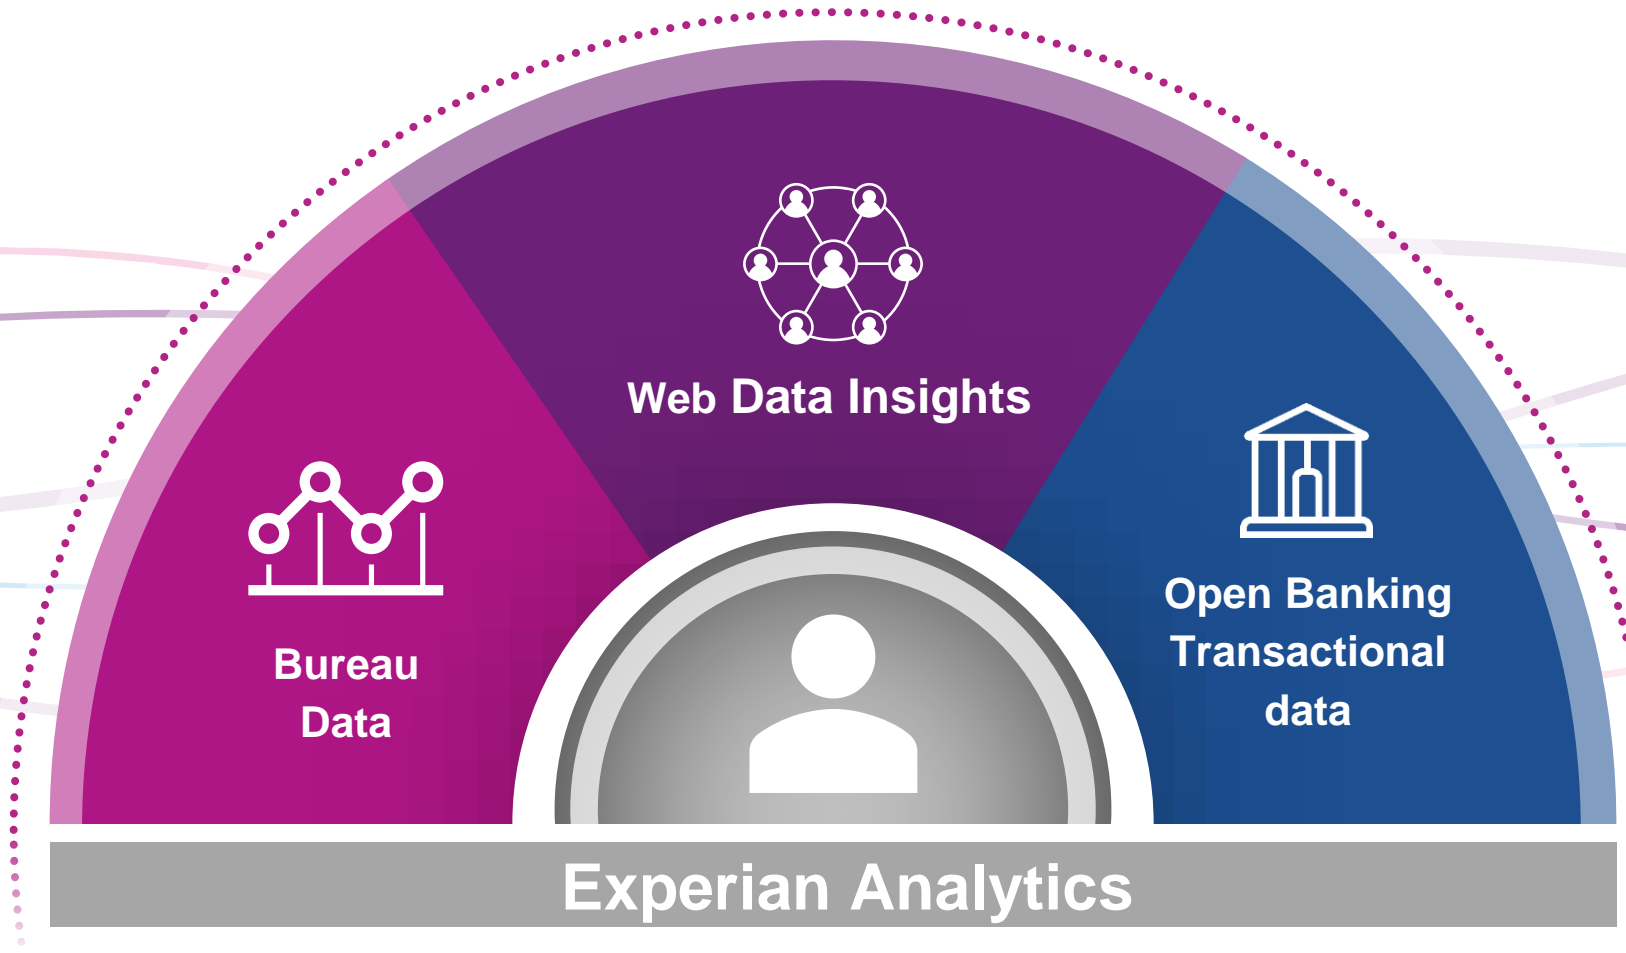 Web Data Insights
Bureau
Data
Open Banking
Transactional
data
Experian Analytics